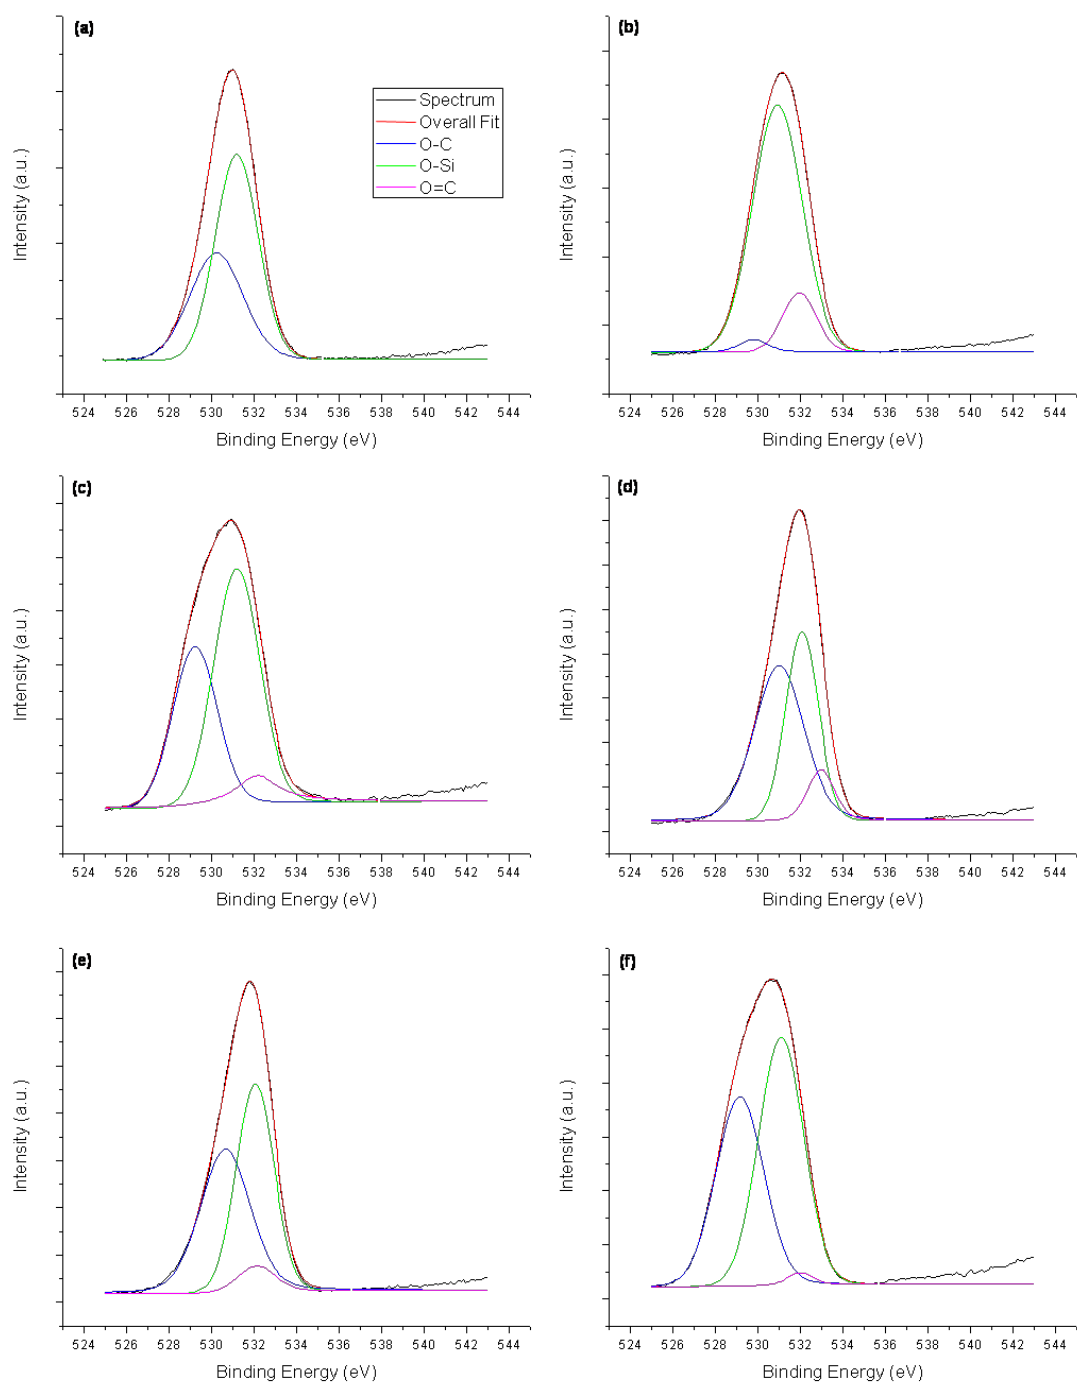 (a)
Intensity (a.u.)
Spectrum
Overall Fit
O-C
O-Si
O=C
524 526 528 530 532 534 536 538 540 542 544
Binding Energy (eV)
(b)
Intensity (a.u.)
524 526 528 530 532 534 536 538 540 542 544
Binding Energy (eV)
(c)
Intensity (a.u.)
524 526 528 530 532 534 536 538 540 542 544
Binding Energy (eV)
(d)
Intensity (a.u.)
524 526 528 530 532 534 536 538 540 542 544
Binding Energy (eV)
(e)
Intensity (a.u.)
524 526 528 530 532 534 536 538 540 542 544
Binding Energy (eV)
(f)
Intensity (a.u.)
524 526 528 530 532 534 536 538 540 542 544
Binding Energy (eV)